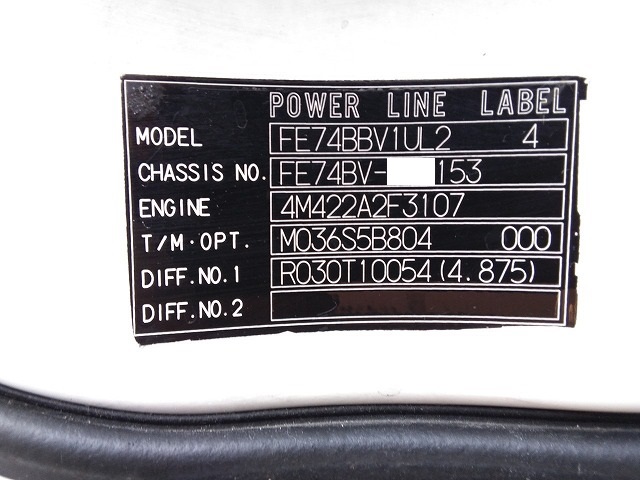 POWER LINE LABEL
MODEL FE74BBV1UL2 4
CHASSIS NO. FE74BV- 153
ENGINE 4M422A2F3107
T/M·OPT. M036S5B804 000
DIFF.NO.1 R030T10054(4.875)
DIFF.NO.2